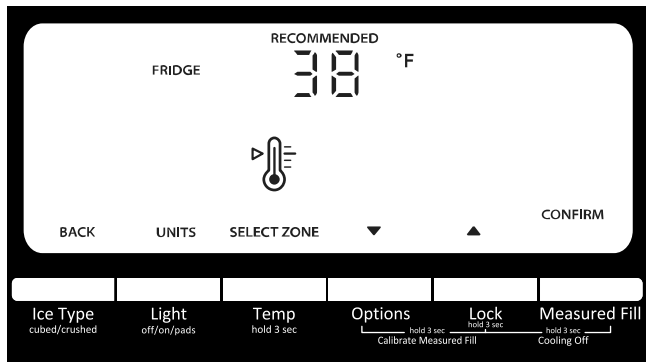 RECOMMENDED
FRIDGE 38 °F
BACK UNITS SELECT ZONE CONFIRM
Ice Type Light Temp Options Lock Measured Fill
cubed/crushed off/on/pads hold 3 sec hold 3 sec hold 3 sec hold 3 sec
Calibrate Measured Fill Cooling Off